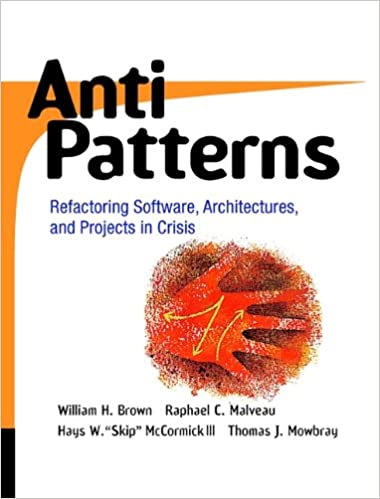 Anti
Patterns
Refactoring Software, Architectures,
and Projects in Crisis
William H. Brown Raphael C. Malveau
Hays W. “Skip” McCormick III Thomas J. Mowbray